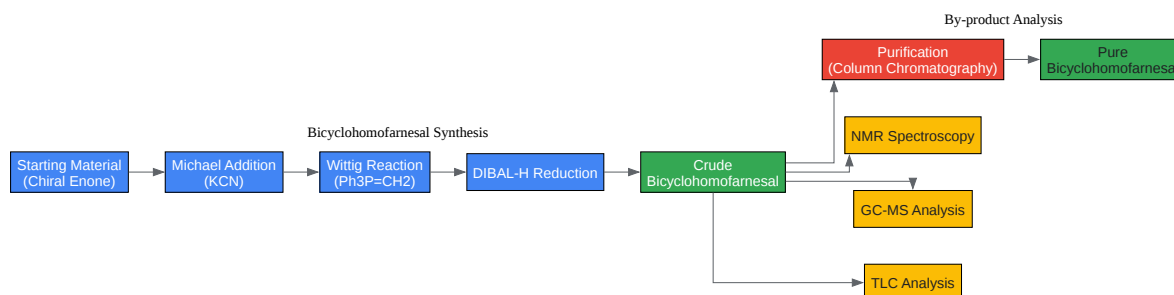 By-product Analysis
Purification
(Column Chromatography)
Pure
Bicyclohomofarnesal
Bicyclohomofarnesal Synthesis
NMR Spectroscopy
Starting Material
(Chiral Enone)
Michael Addition
(KCN)
Wittig Reaction
(Ph3P=CH2)
DIBAL-H Reduction
Crude
Bicyclohomofarnesal
GC-MS Analysis
TLC Analysis